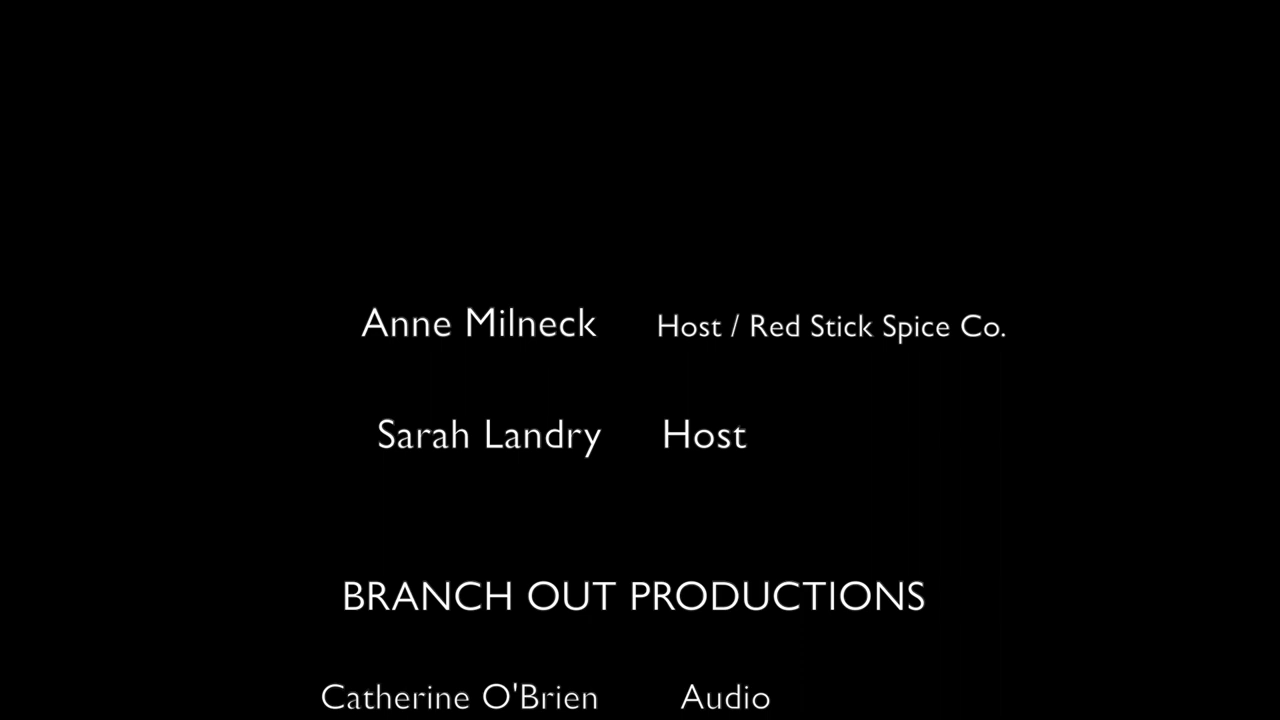 Anne Milneck Host / Red Stick Spice Co.
Sarah Landry Host
BRANCH OUT PRODUCTIONS
Catherine O'Brien Audio